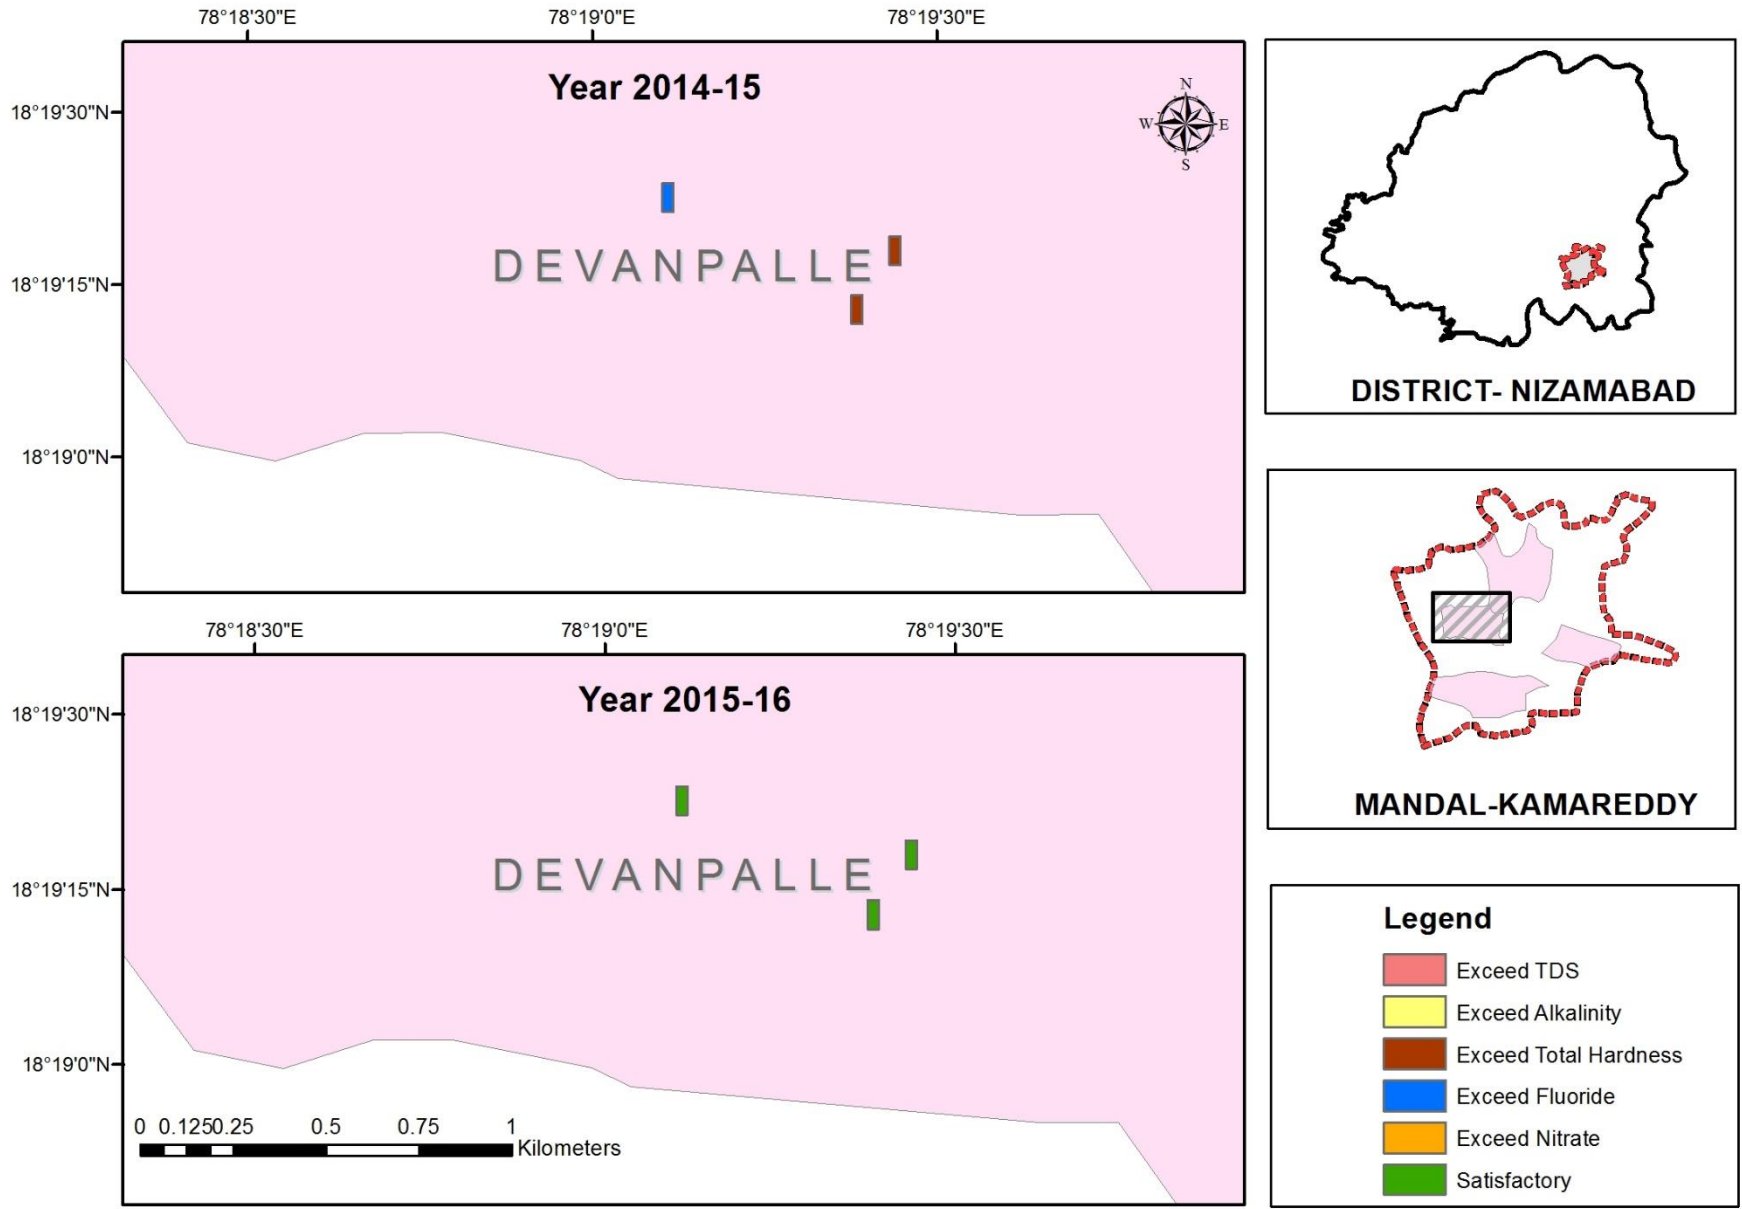 78°18'30"E 78°19'0"E 78°19'30"E
Year 2014-15
N
W E
S
18°19'30"N
DEVANPALLE
18°19'15"N
18°19'0"N
78°18'30"E 78°19'0"E 78°19'30"E
Year 2015-16
18°19'30"N
DEVANPALLE
18°19'15"N
18°19'0"N
0 0.1250.25 0.5 0.75 1
Kilometers
DISTRICT- NIZAMABAD
MANDAL-KAMAREDDY
Legend
Exceed TDS
Exceed Alkalinity
Exceed Total Hardness
Exceed Fluoride
Exceed Nitrate
Satisfactory